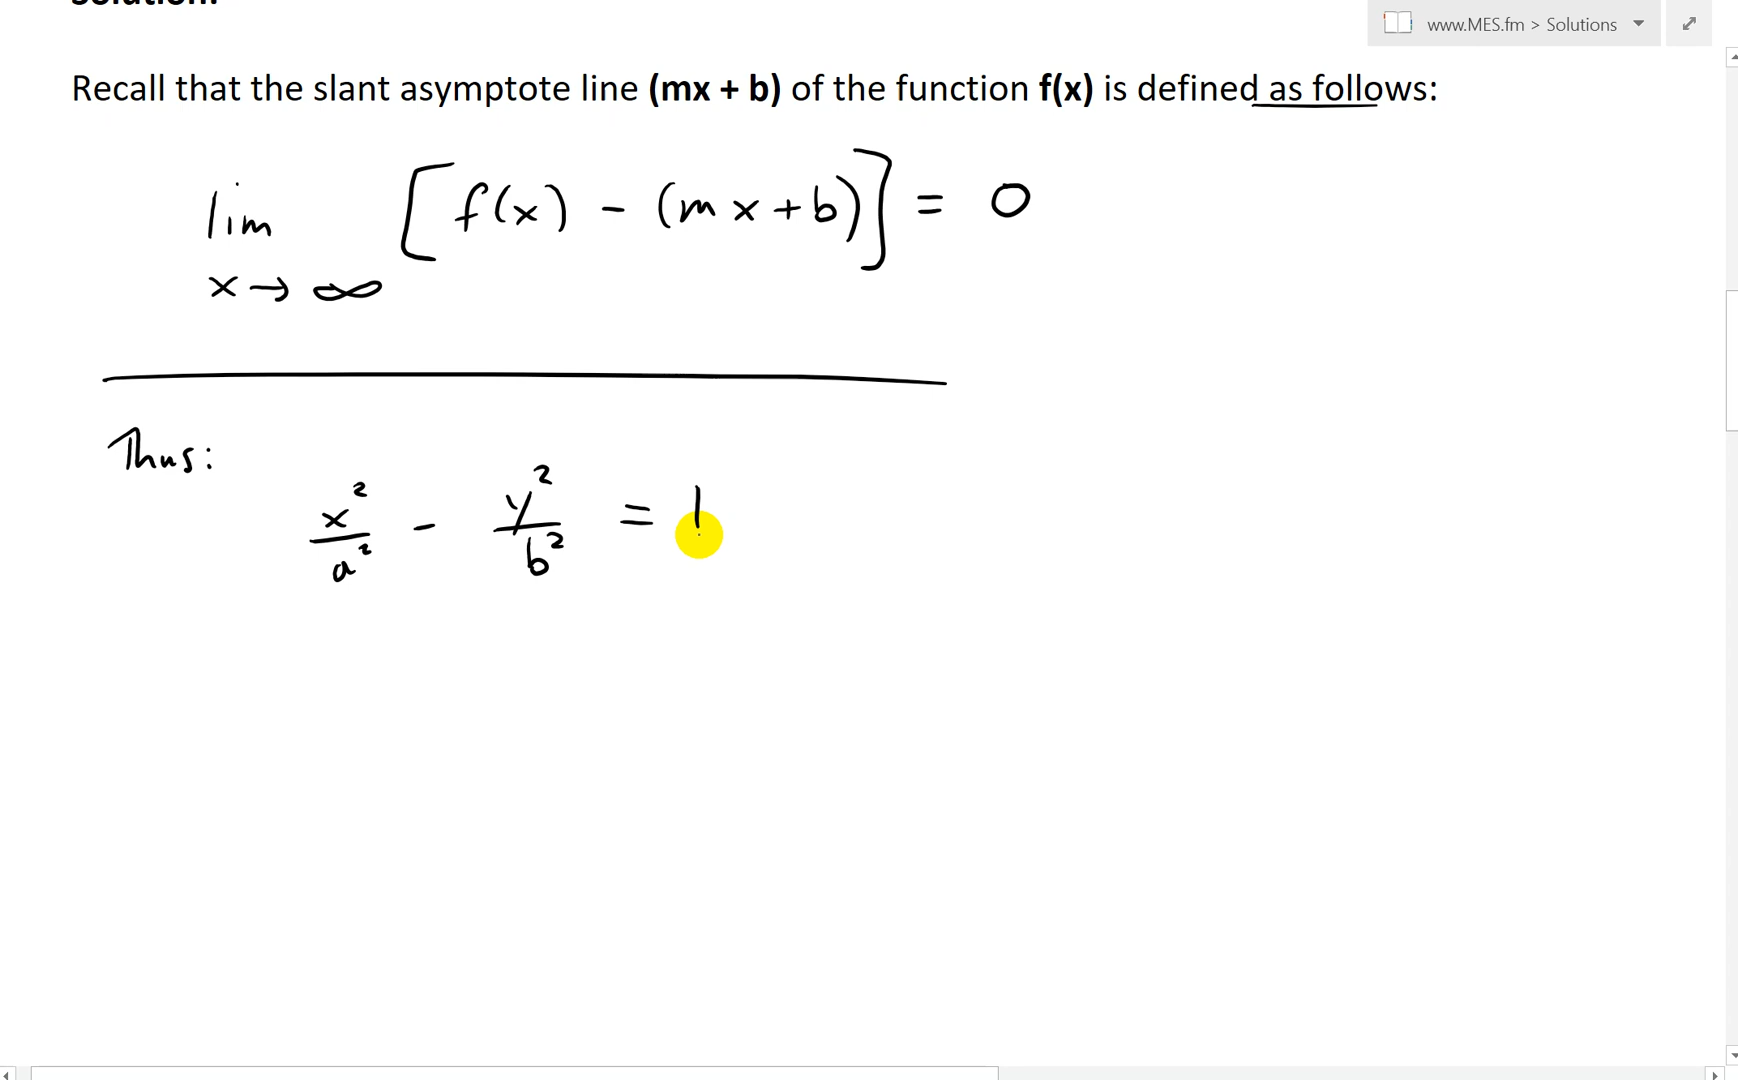 Solution:
www.MES.fm > Solutions
Recall that the slant asymptote line (mx + b) of the function f(x) is defined as follows:
lim [f(x) - (mx+b)] = 0
x → ∞
Thus:
x²/a² - y²/b² = 1